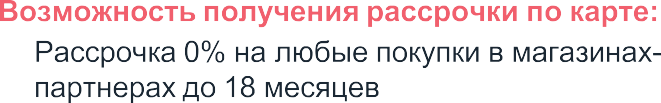 Возможность получения рассрочки по карте:
Рассрочка 0% на любые покупки в магазинах-
партнерах до 18 месяцев